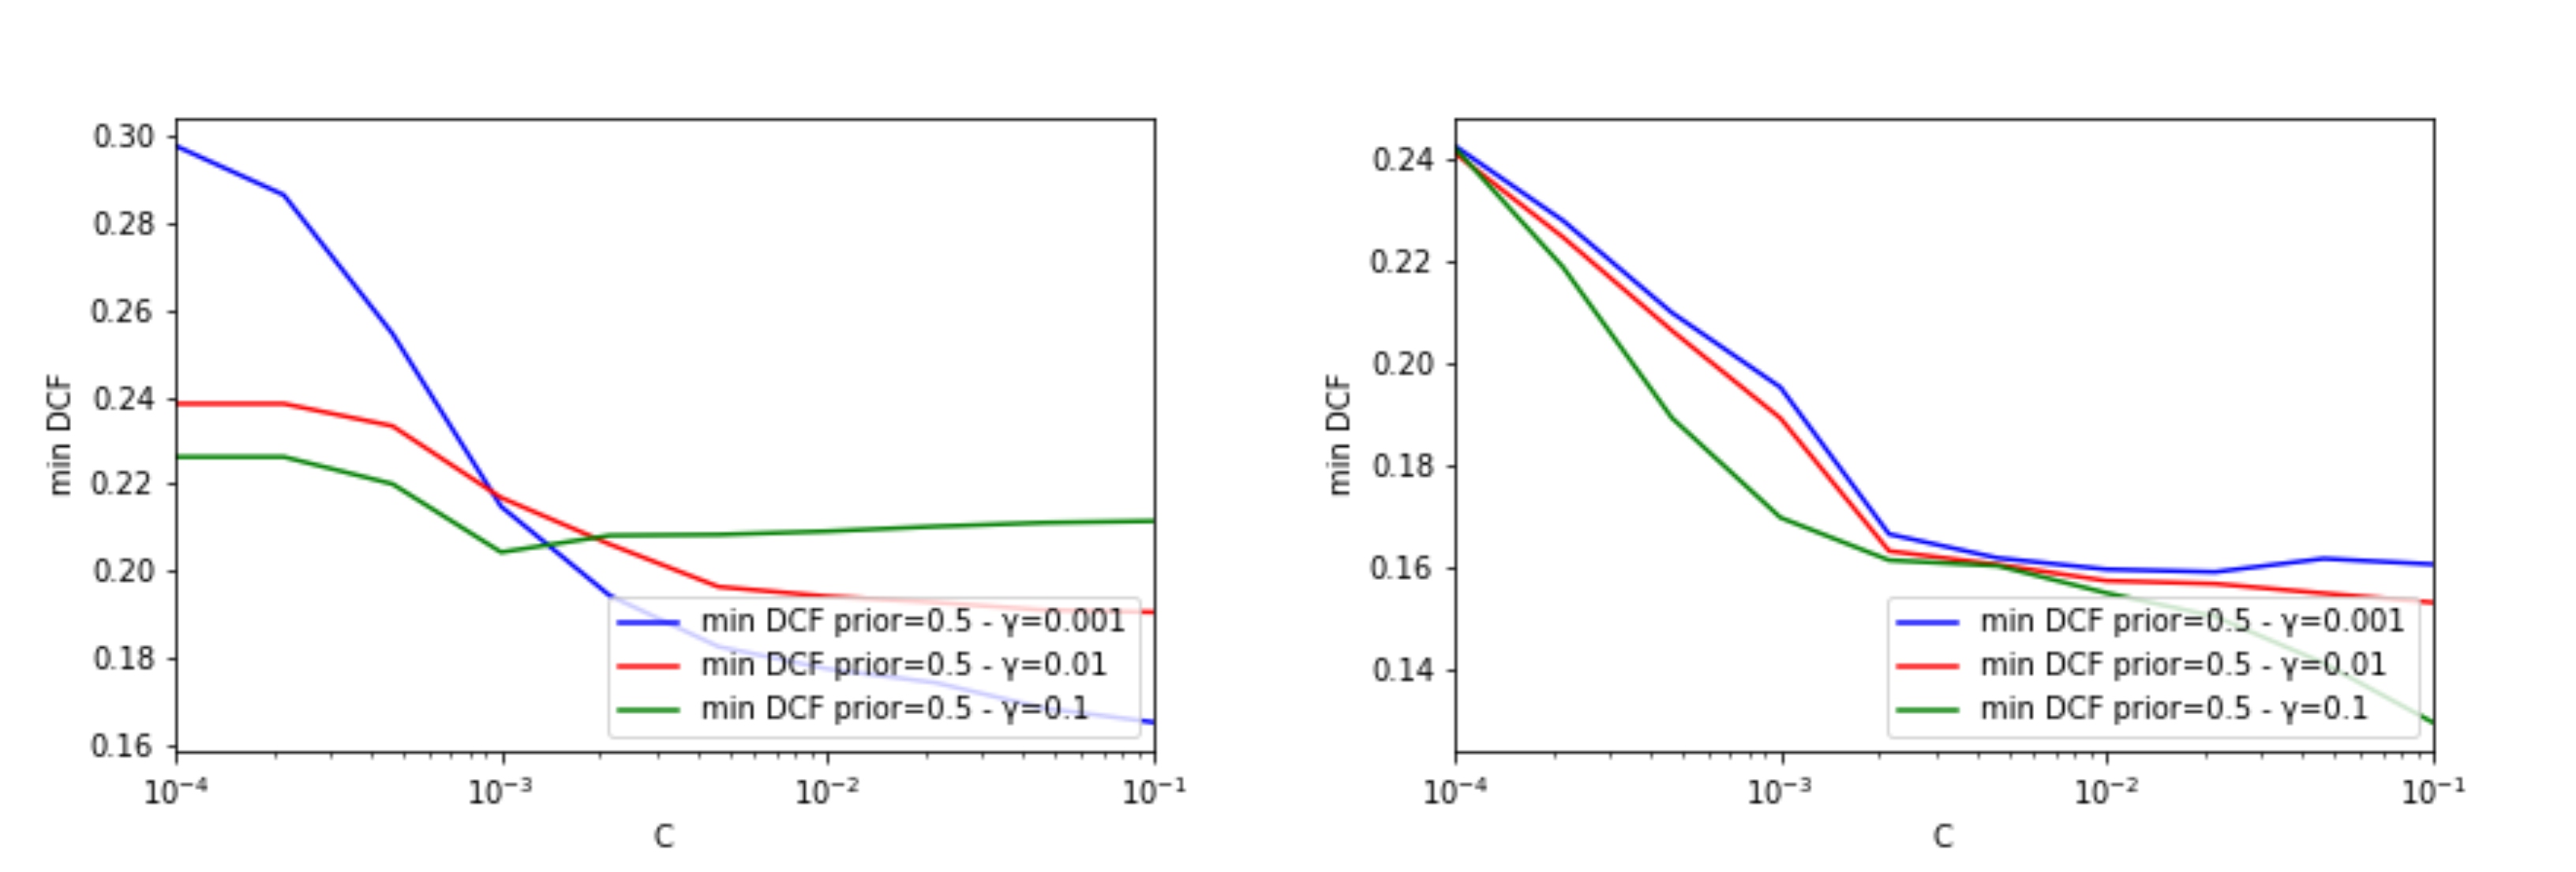 0.30
0.28
0.26
0.24
0.22
0.20
0.18
0.16
min DCF
10⁻⁴
10⁻³
10⁻²
10⁻¹
C
min DCF prior=0.5 - γ=0.001
min DCF prior=0.5 - γ=0.01
min DCF prior=0.5 - γ=0.1
0.24
0.22
0.20
0.18
0.16
0.14
min DCF
10⁻⁴
10⁻³
10⁻²
10⁻¹
C
min DCF prior=0.5 - γ=0.001
min DCF prior=0.5 - γ=0.01
min DCF prior=0.5 - γ=0.1